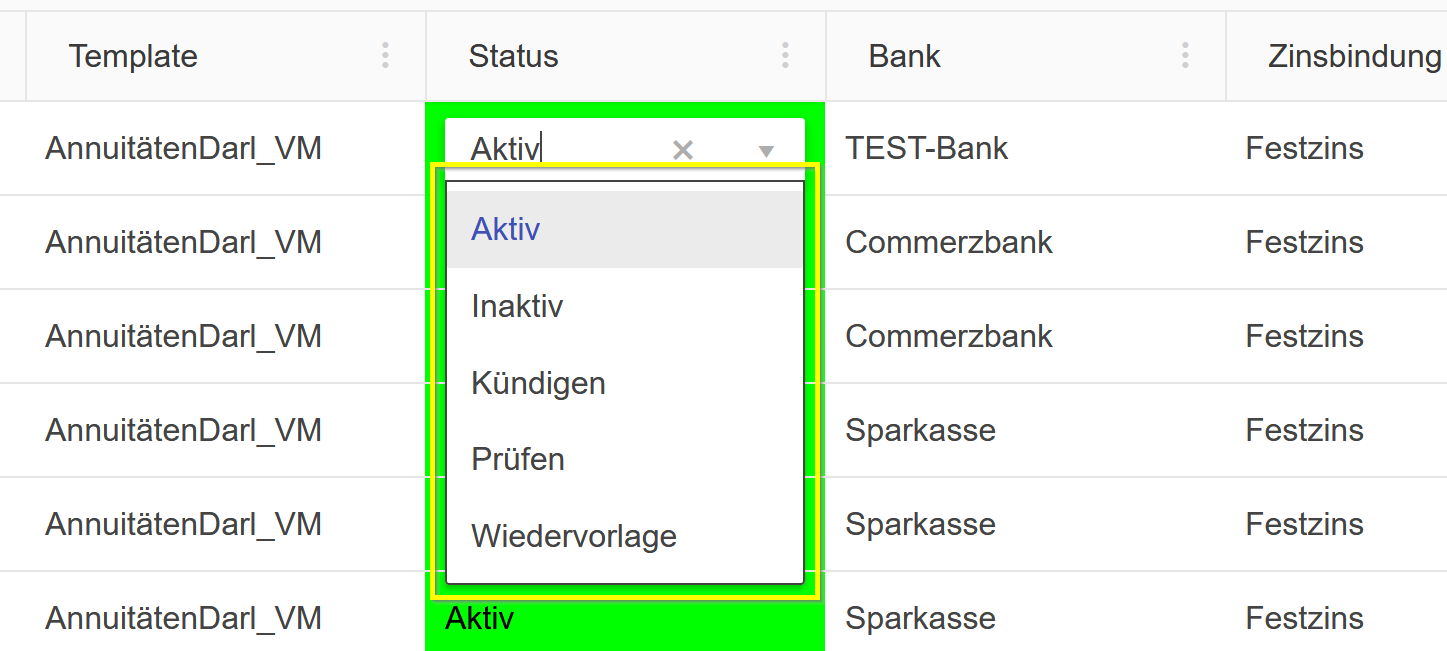 Template Status Bank Zinsbindung
AnnuitätenDarl_VM Aktiv TEST-Bank Festzins
Aktiv
AnnuitätenDarl_VM Commerzbank Festzins
Inaktiv
AnnuitätenDarl_VM Commerzbank Festzins
Kündigen
AnnuitätenDarl_VM Sparkasse Festzins
Prüfen
AnnuitätenDarl_VM Sparkasse Festzins
Wiedervorlage
AnnuitätenDarl_VM Aktiv Sparkasse Festzins